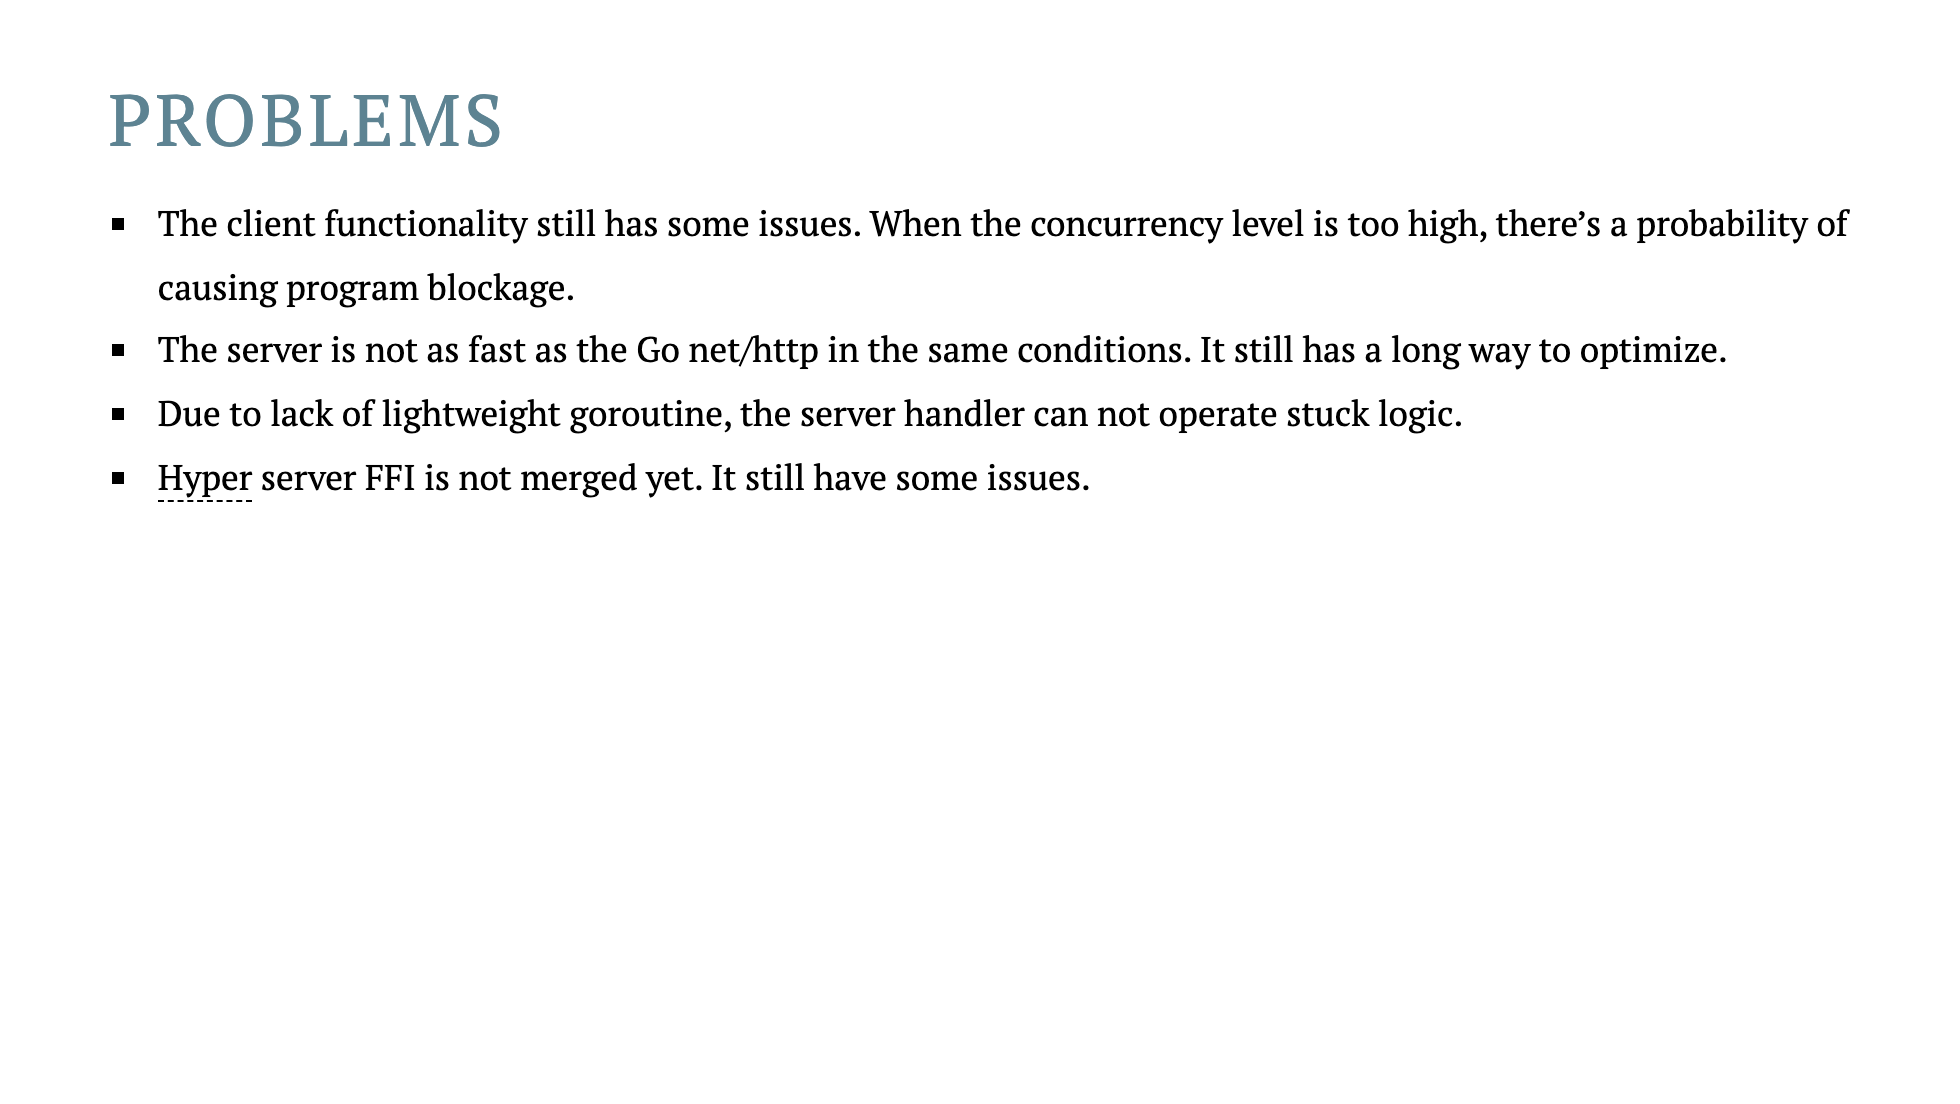 PROBLEMS
▪ The client functionality still has some issues. When the concurrency level is too high, there’s a probability of
causing program blockage.
▪ The server is not as fast as the Go net/http in the same conditions. It still has a long way to optimize.
▪ Due to lack of lightweight goroutine, the server handler can not operate stuck logic.
▪ Hyper server FFI is not merged yet. It still have some issues.